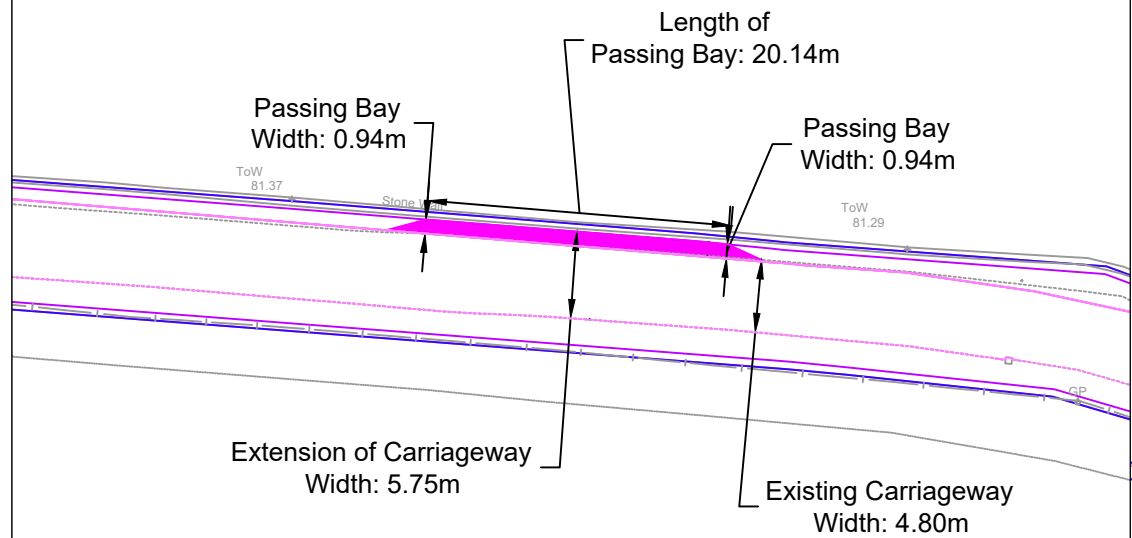 Length of
Passing Bay: 20.14m
Passing Bay
Width: 0.94m
Passing Bay
Width: 0.94m
ToW
81.37
Stone Wall
ToW
81.29
GP
Extension of Carriageway
Width: 5.75m
Existing Carriageway
Width: 4.80m